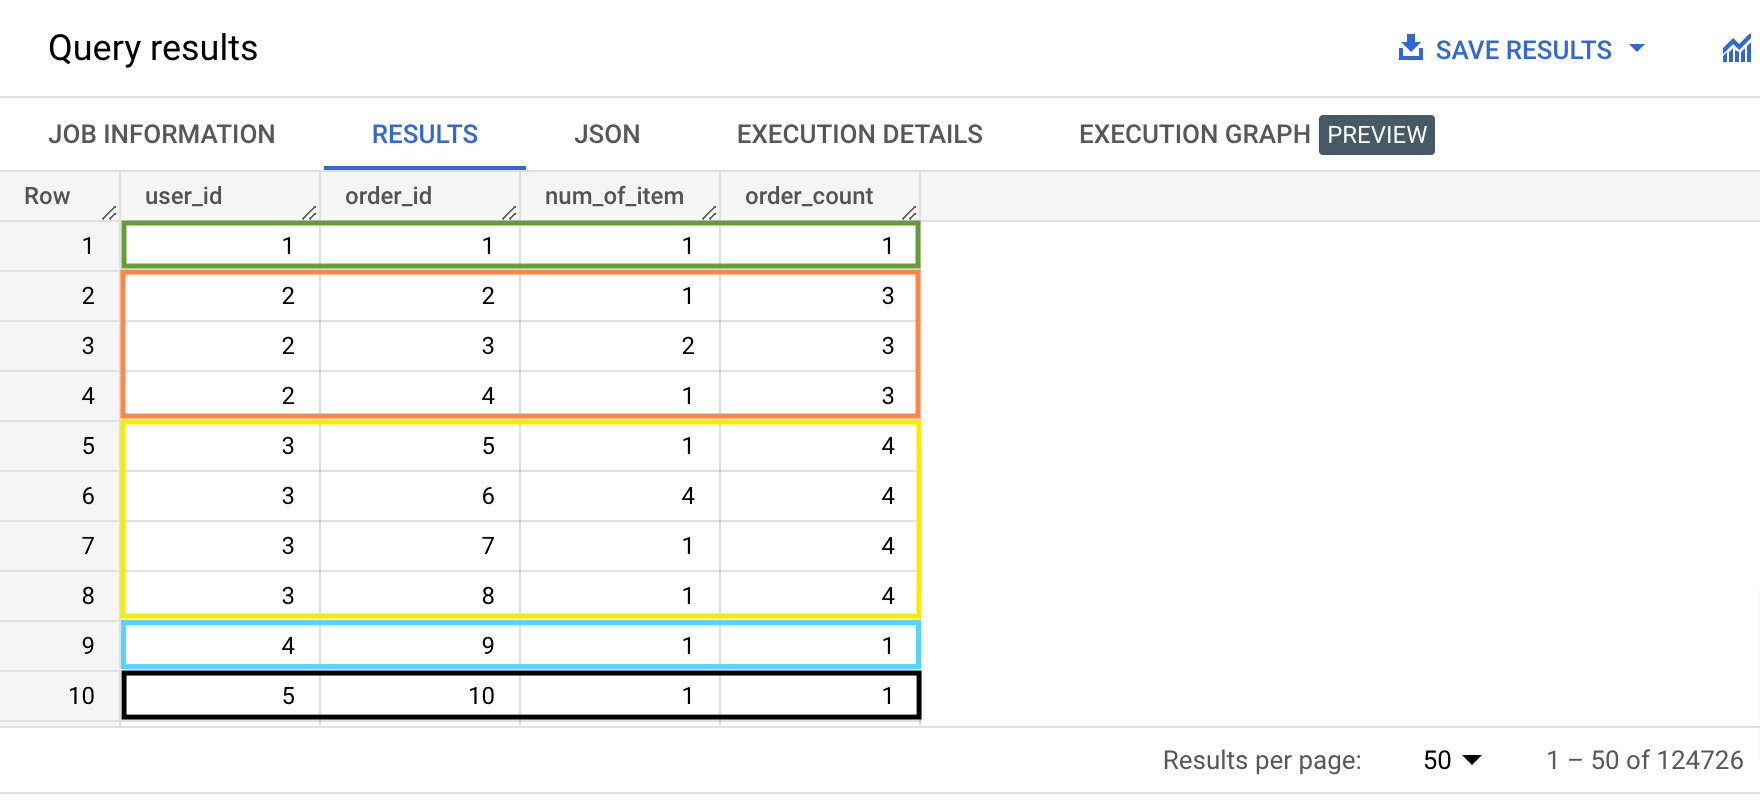 Query results
SAVE RESULTS
JOB INFORMATION RESULTS JSON EXECUTION DETAILS EXECUTION GRAPH PREVIEW
Row user_id order_id num_of_item order_count
1 1 1 1 1
2 2 2 1 3
3 2 3 2 3
4 2 4 1 3
5 3 5 1 4
6 3 6 4 4
7 3 7 1 4
8 3 8 1 4
9 4 9 1 1
10 5 10 1 1
Results per page: 50 1 – 50 of 124726